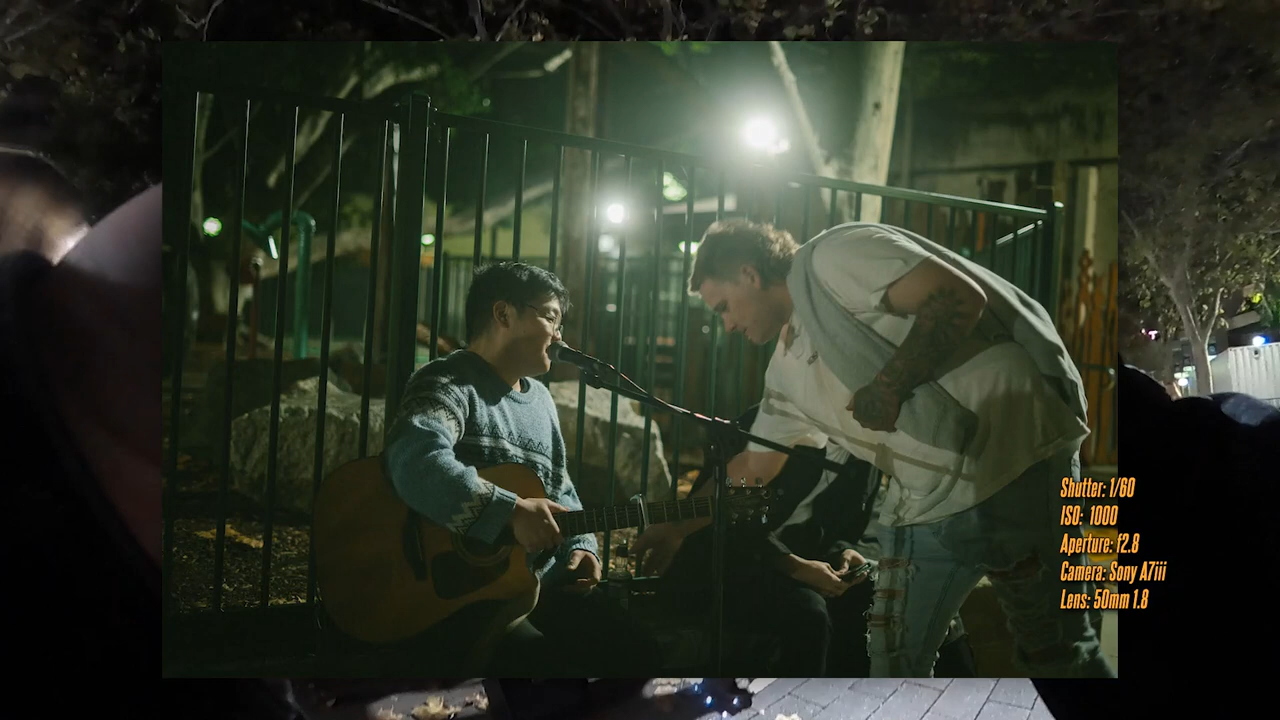 Shutter: 1/60
ISO: 1000
Aperture: f2.8
Camera: Sony A7iii
Lens: 50mm 1.8